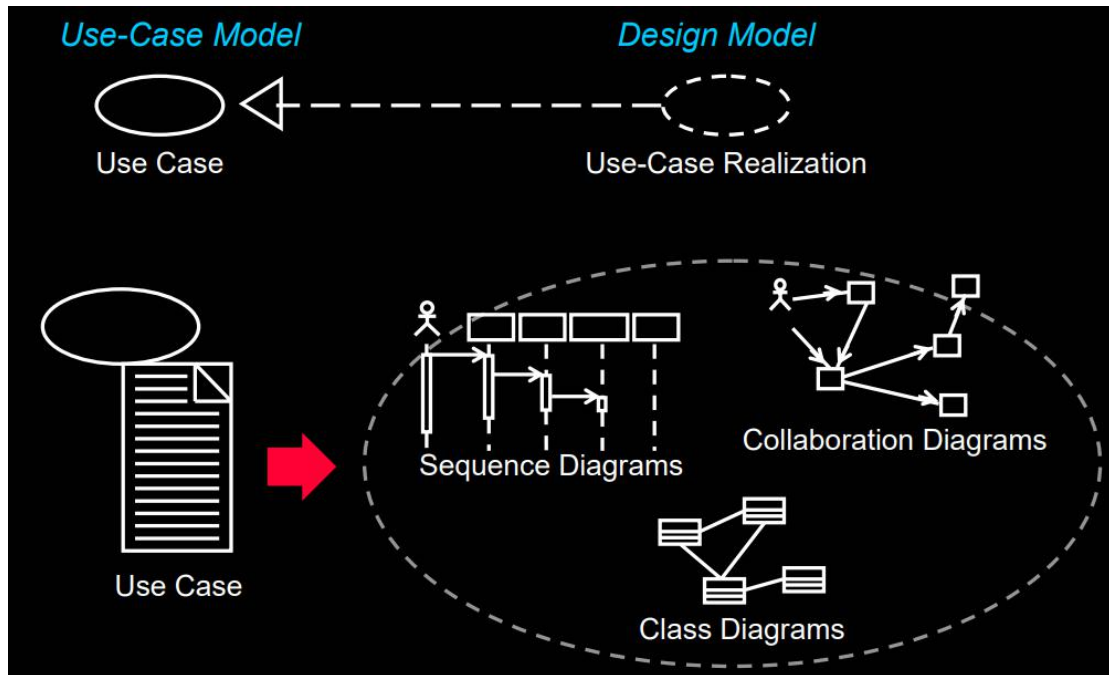 Use-Case Model
Design Model
Use Case
Use-Case Realization
Sequence Diagrams
Collaboration Diagrams
Use Case
Class Diagrams